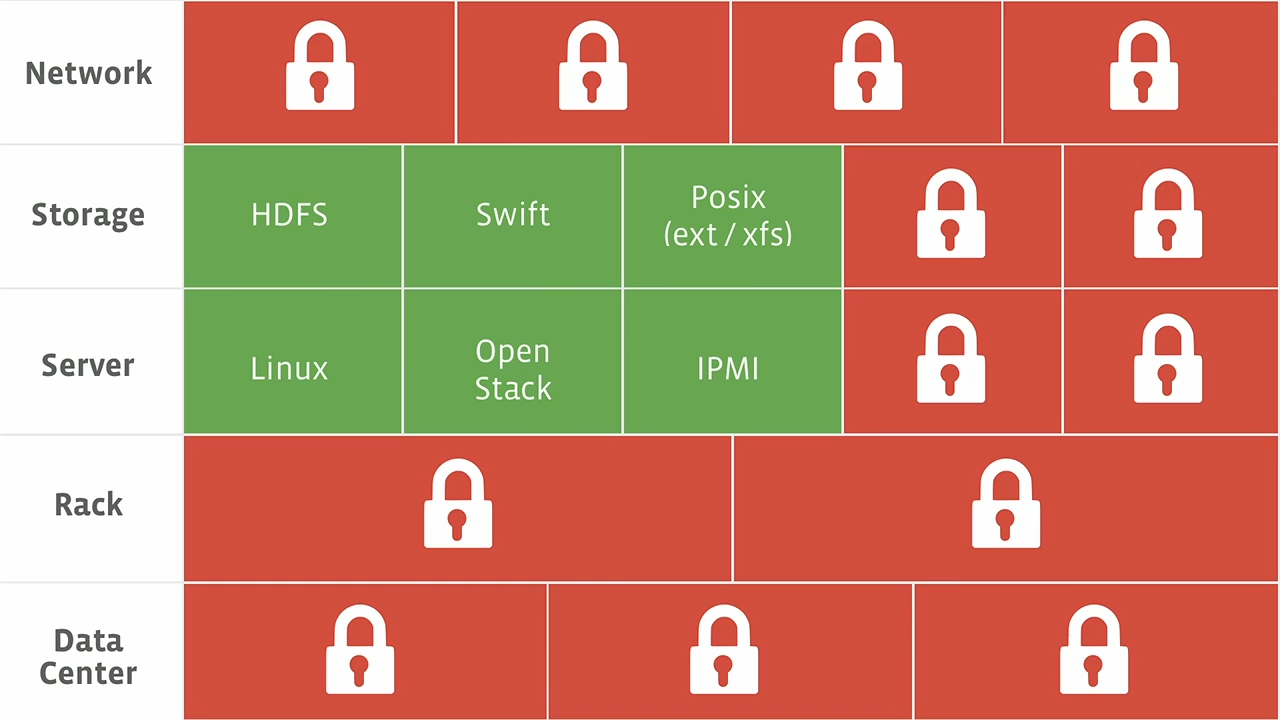 Network
Storage
HDFS
Swift
Posix
(ext / xfs)
Server
Linux
Open
Stack
IPMI
Rack
Data
Center